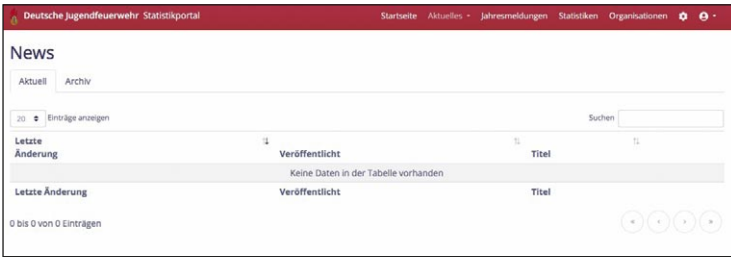 Deutsche Jugendfeuerwehr Statistikportal Startseite Aktuelles Jahresmeldungen Statistiken Organisationen
News
Aktuell Archiv
20 Einträge anzeigen Suchen
Letzte
Änderung Veröffentlicht Titel
Keine Daten in der Tabelle vorhanden
Letzte Änderung Veröffentlicht Titel
0 bis 0 von 0 Einträgen « ‹ › »